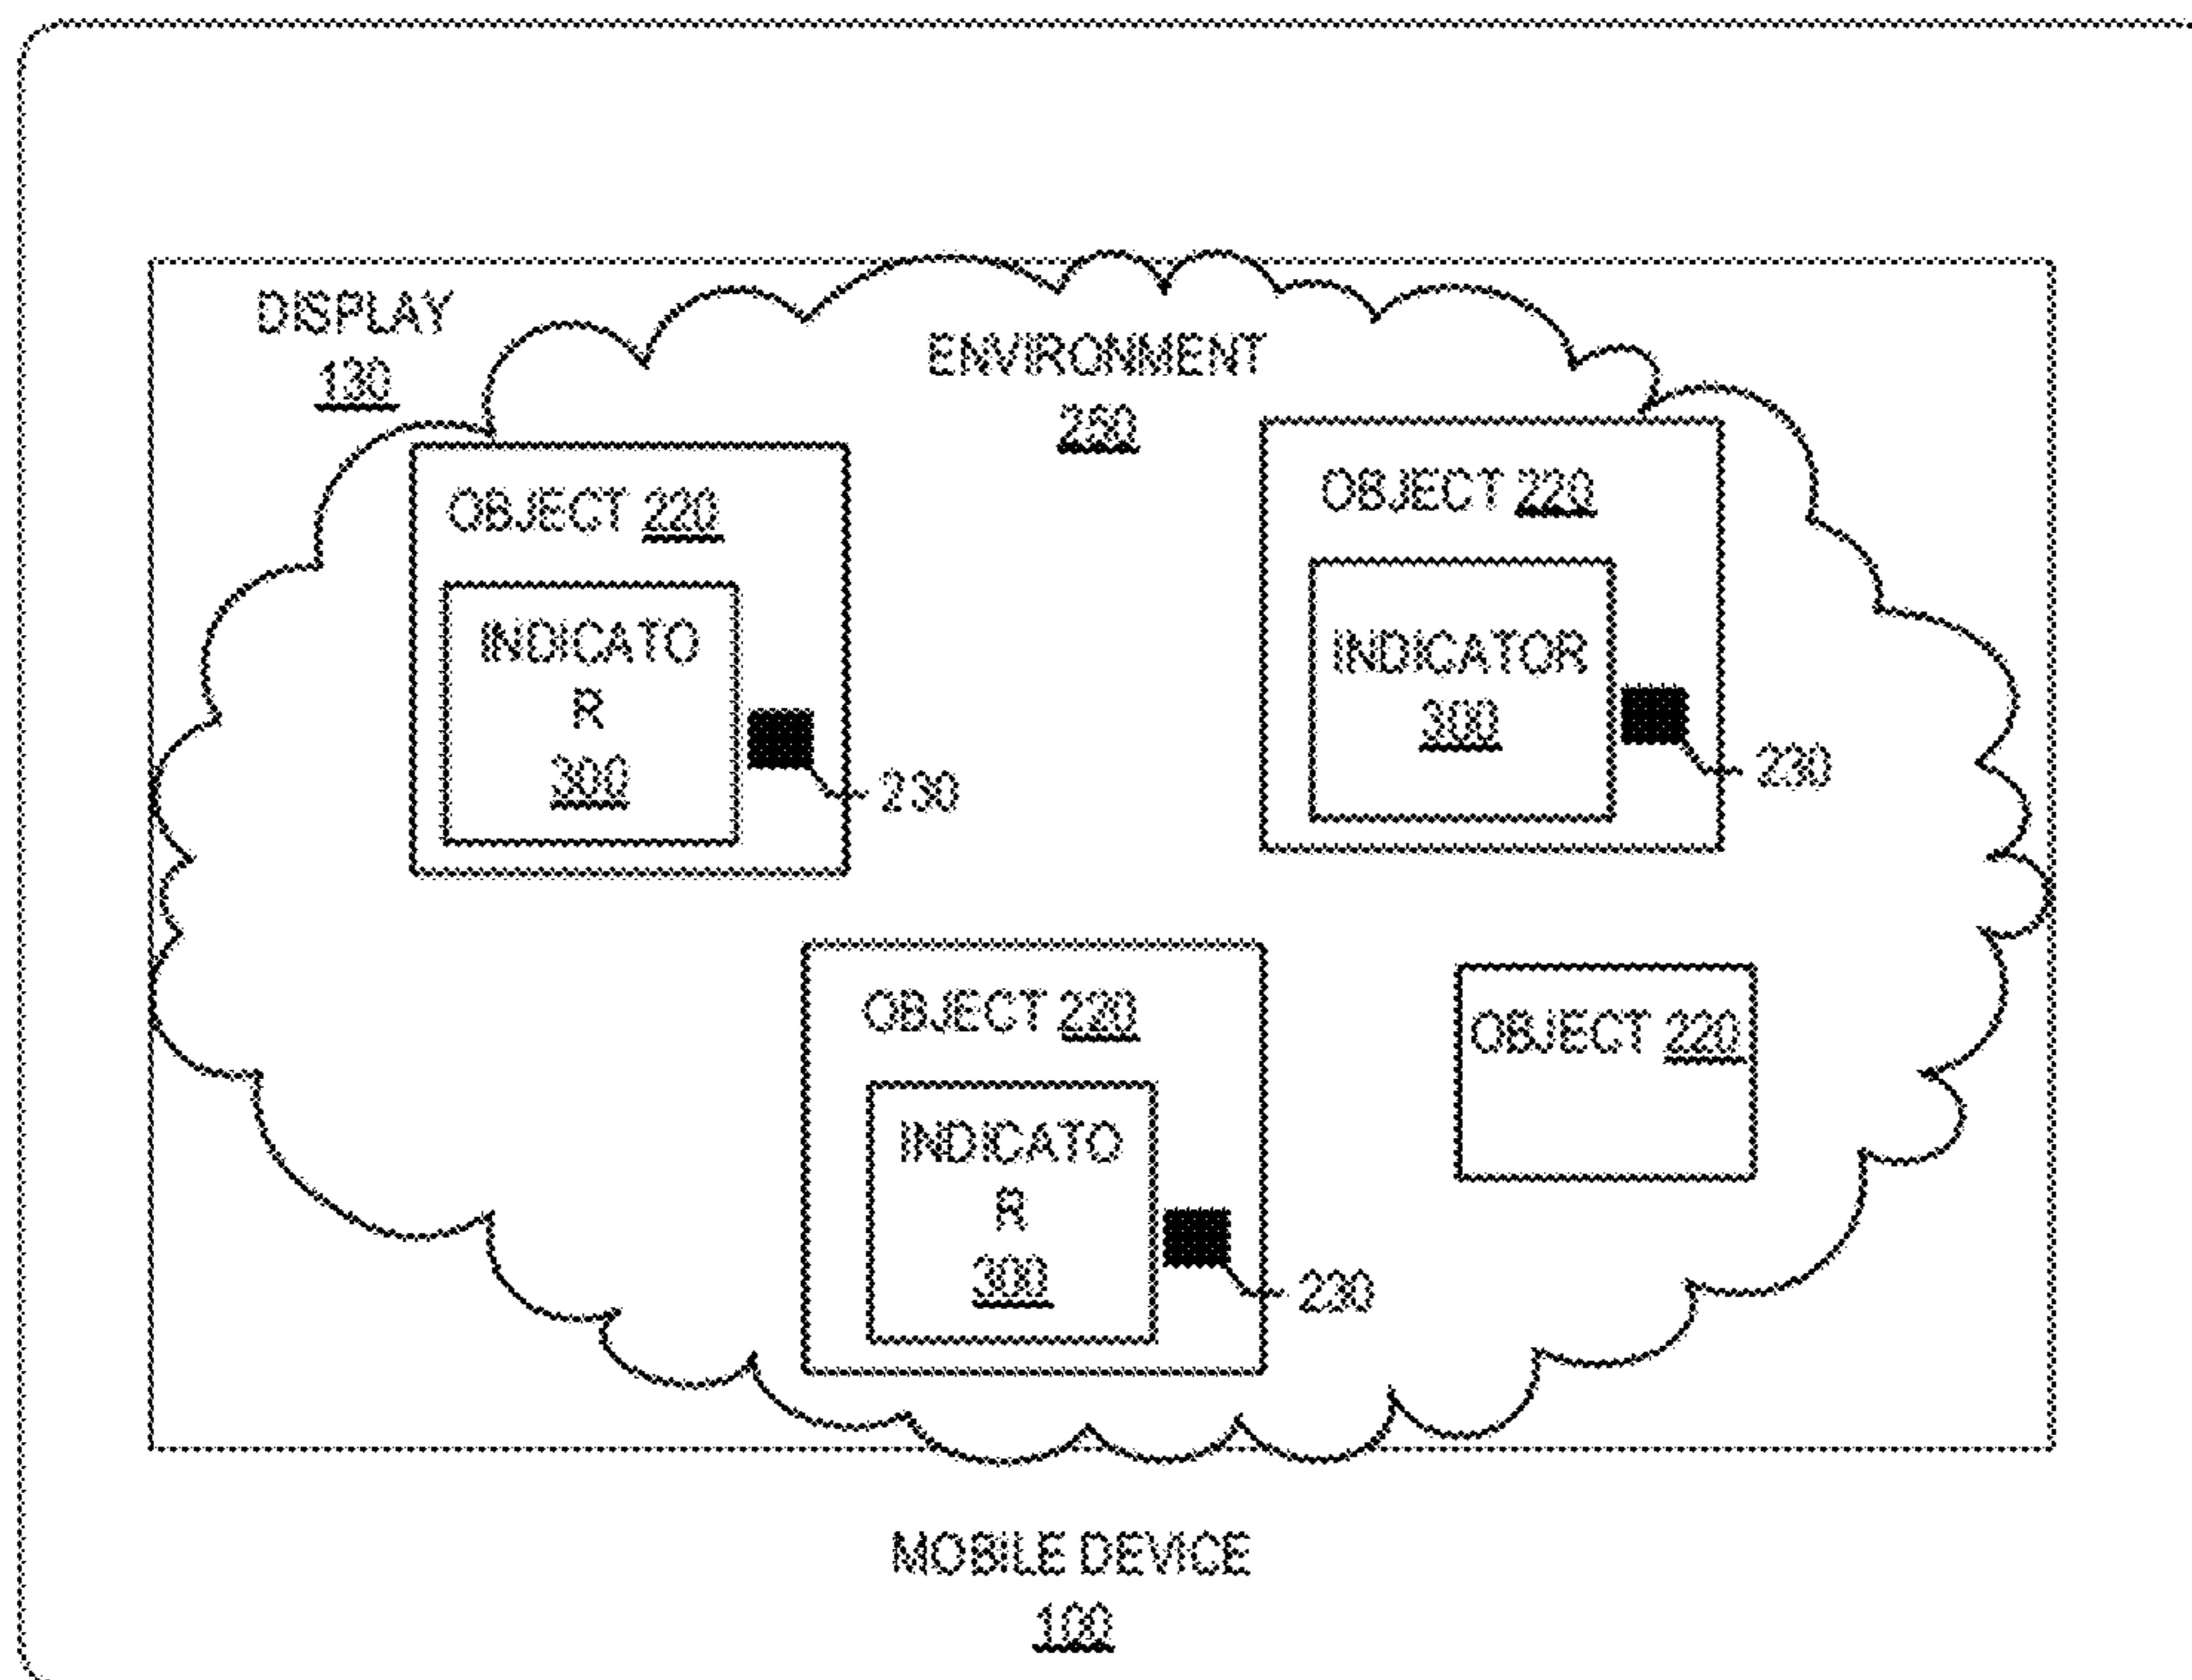 DISPLAY
130
ENVIRONMENT
250
OBJECT 220
INDICATO
R
300
230
OBJECT 220
INDICATOR
300
230
OBJECT 220
INDICATO
R
300
230
OBJECT 220
MOBILE DEVICE
100